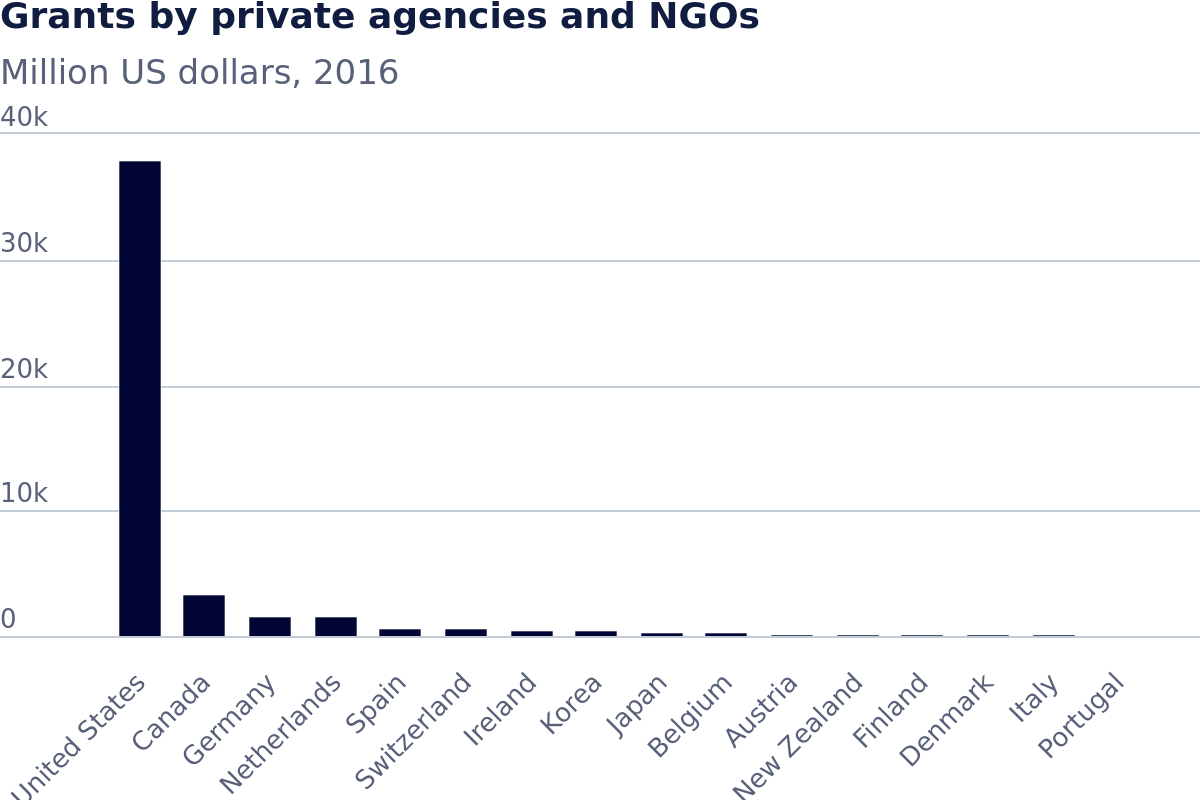 Grants by private agencies and NGOs
Million US dollars, 2016
40k
30k
20k
10k
0
United States
Canada
Germany
Netherlands
Spain
Switzerland
Ireland
Korea
Japan
Belgium
Austria
New Zealand
Finland
Denmark
Italy
Portugal